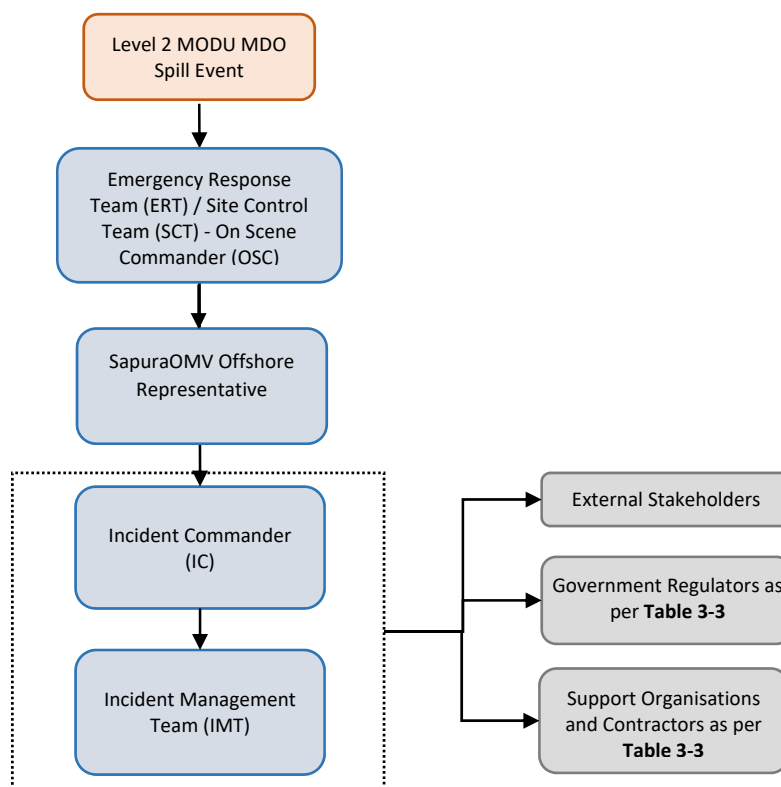 Level 2 MODU MDO
Spill Event
Emergency Response
Team (ERT) / Site Control
Team (SCT) - On Scene
Commander (OSC)
SapuraOMV Offshore
Representative
Incident Commander
(IC)
Incident Management
Team (IMT)
External Stakeholders
Government Regulators as
per Table 3-3
Support Organisations
and Contractors as per
Table 3-3